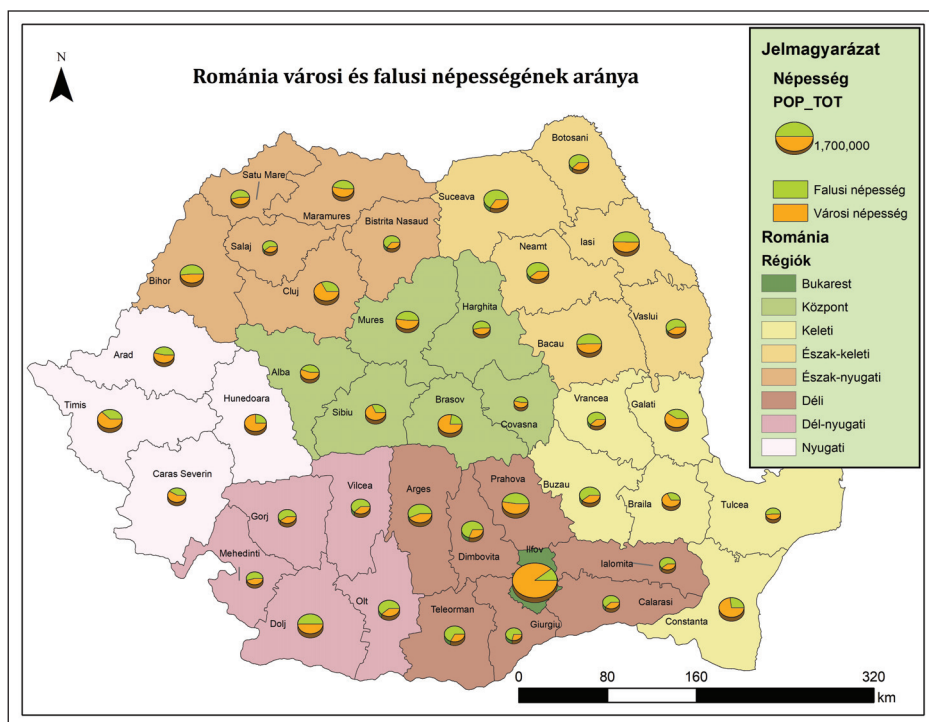 Románia városi és falusi népességének aránya
N
Jelmagyarázat
Népesség
POP_TOT
1,700,000
Falusi népesség
Városi népesség
Románia
Régiók
Bukarest
Központ
Keleti
Észak-keleti
Észak-nyugati
Déli
Dél-nyugati
Nyugati
Botosani
Satu Mare
Suceava
Maramures
Bistrita Nasaud
Iasi
Salaj
Neamt
Bihor
Cluj
Harghita
Vaslui
Mures
Bacau
Arad
Alba
Hunedoara
Vrancea
Galati
Timis
Sibiu
Brasov
Covasna
Caras Severin
Vilcea
Prahova
Arges
Buzau
Braila
Tulcea
Gorj
Mehedinti
Dimbovita
Ilfov
Ialomita
Olt
Teleorman
Calarasi
Dolj
Giurgiu
Constanta
0
80
160
320
km